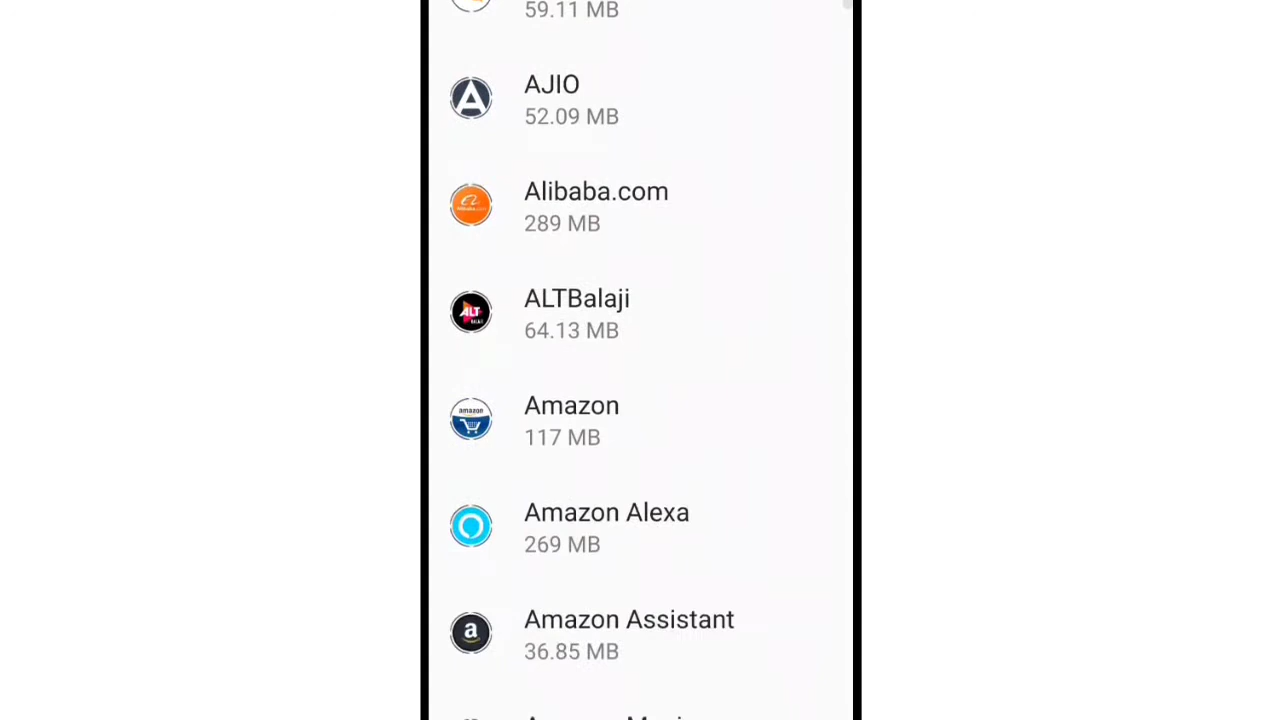 59.11 MB
AJIO
52.09 MB
Alibaba.com
289 MB
ALTBalaji
64.13 MB
Amazon
117 MB
Amazon Alexa
269 MB
Amazon Assistant
36.85 MB